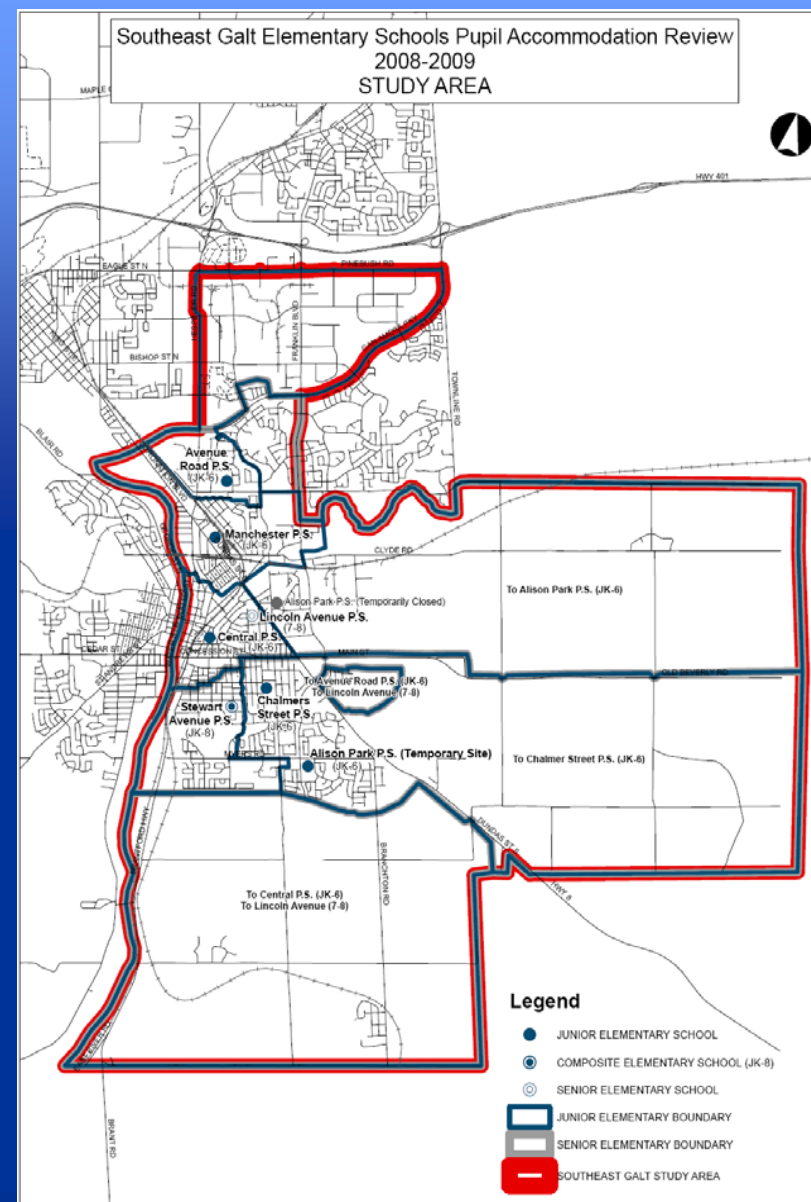 Southeast Galt Elementary Schools Pupil Accommodation Review
2008-2009
STUDY AREA
HWY 401
EAGLE ST N
PINEBUSH RD
FRANKLIN BLVD
BISHOP ST N
TOWNLINE RD
BLAIR RD
Avenue
Road P.S.
(JK-6)
Manchester P.S.
(JK-6)
CLYDE RD
To Alison Park P.S. (JK-6)
Alison Park P.S. (Temporarily Closed)
Lincoln Avenue P.S.
(7-8)
Central P.S.
(JK-6)
CEDAR ST
MAIN ST
OLD BEVERLY RD
To Avenue Road P.S. (JK-6)
To Lincoln Avenue (7-8)
Stewart
Avenue P.S.
(JK-8)
Chalmers
Street P.S.
(JK-6)
Alison Park P.S. (Temporary Site)
(JK-6)
To Chalmer Street P.S. (JK-6)
DUNDAS ST S
HWY 8
BRANCHTON RD
To Central P.S. (JK-6)
To Lincoln Avenue (7-8)
BRANT RD
Legend
JUNIOR ELEMENTARY SCHOOL
COMPOSITE ELEMENTARY SCHOOL (JK-8)
SENIOR ELEMENTARY SCHOOL
JUNIOR ELEMENTARY BOUNDARY
SENIOR ELEMENTARY BOUNDARY
SOUTHEAST GALT STUDY AREA